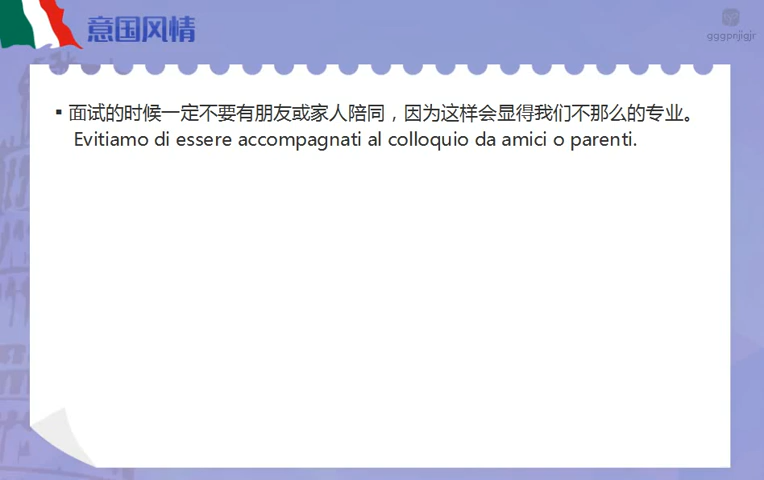 意国风情
gggpnjigjr
▪ 面试的时候一定不要有朋友或家人陪同，因为这样会显得我们不那么的专业。
Evitiamo di essere accompagnati al colloquio da amici o parenti.